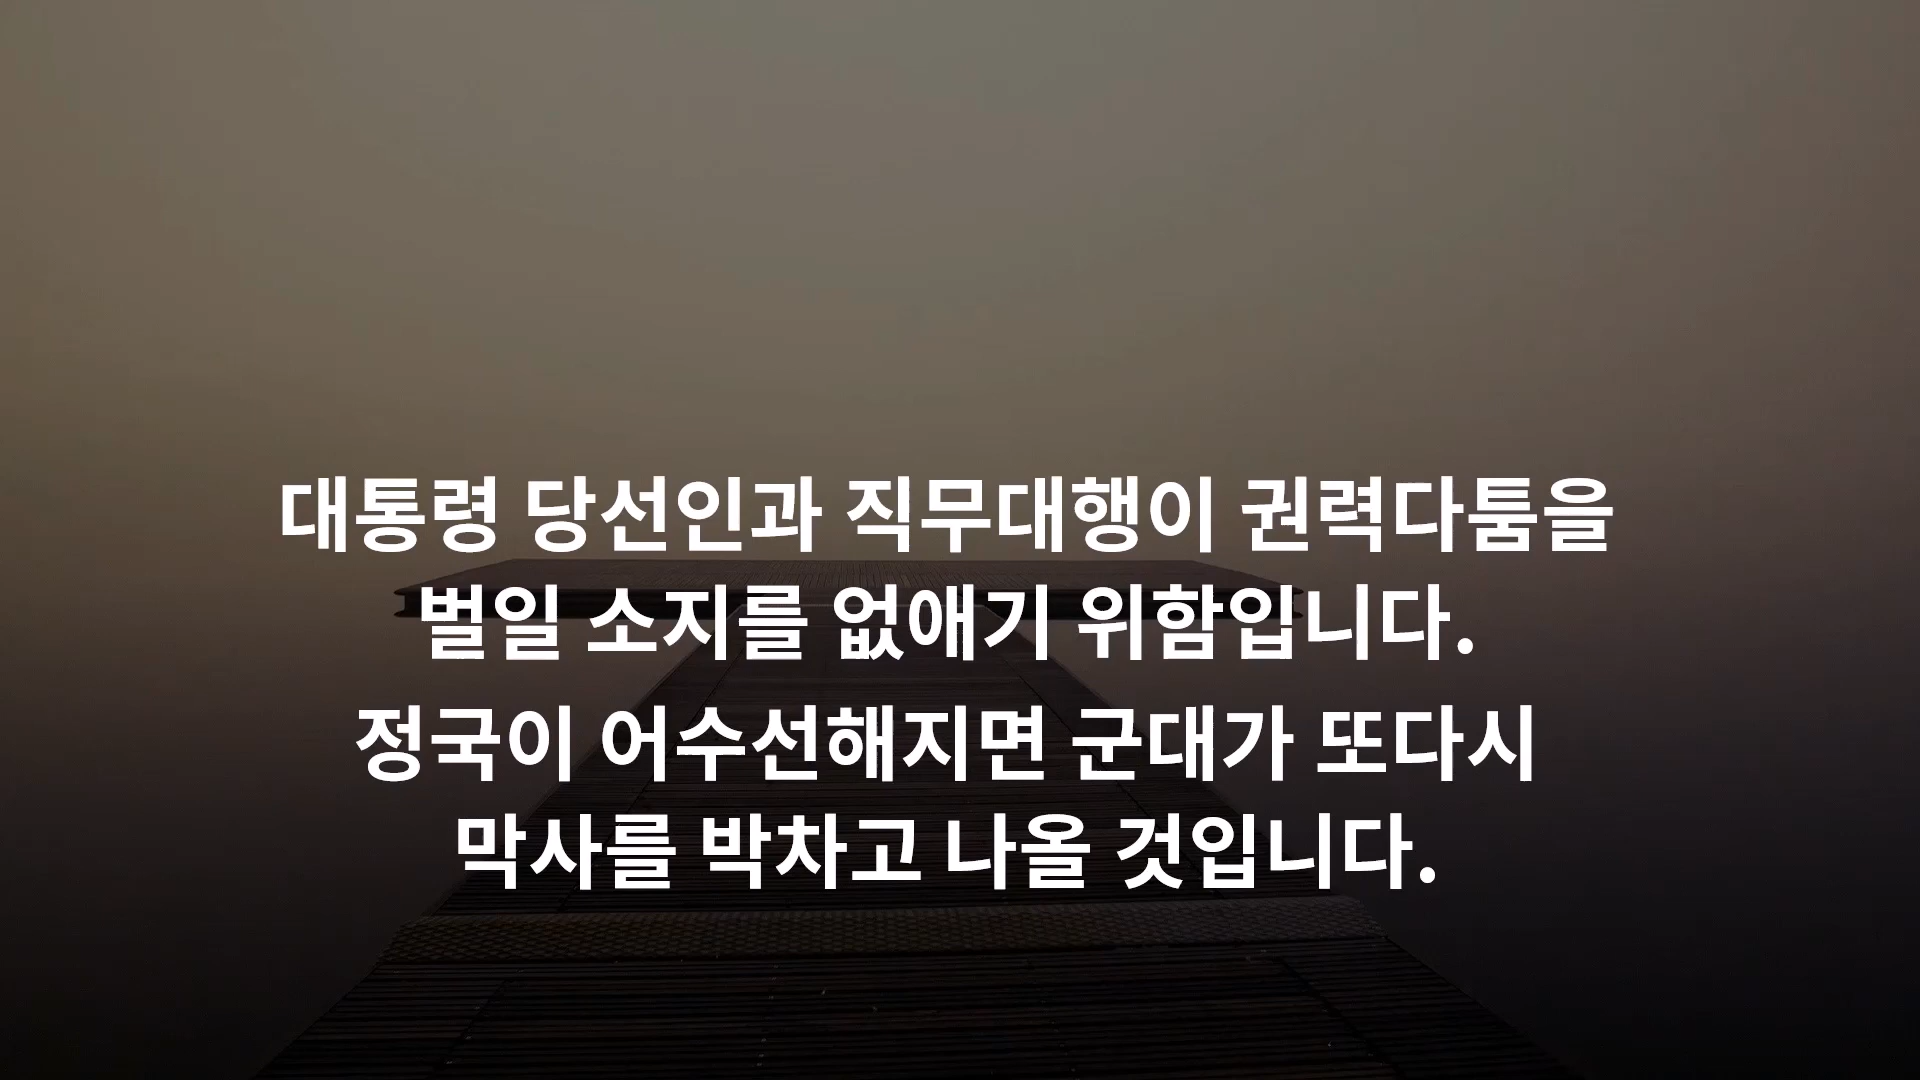 대통령 당선인과 직무대행이 권력다툼을
벌일 소지를 없애기 위함입니다.
정국이 어수선해지면 군대가 또다시
막사를 박차고 나올 것입니다.